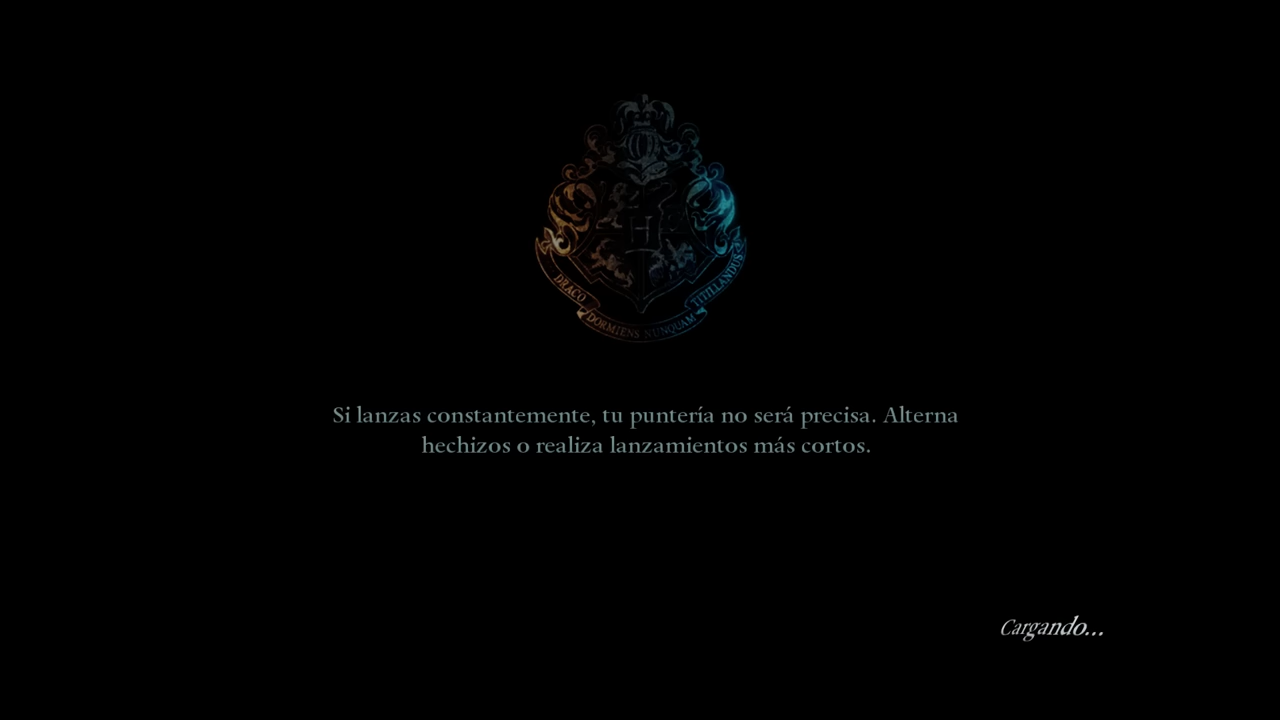 DRACO
DORMIENS NUNQUAM
TITILLANDUS
Si lanzas constantemente, tu puntería no será precisa. Alterna
hechizos o realiza lanzamientos más cortos.
Cargando...